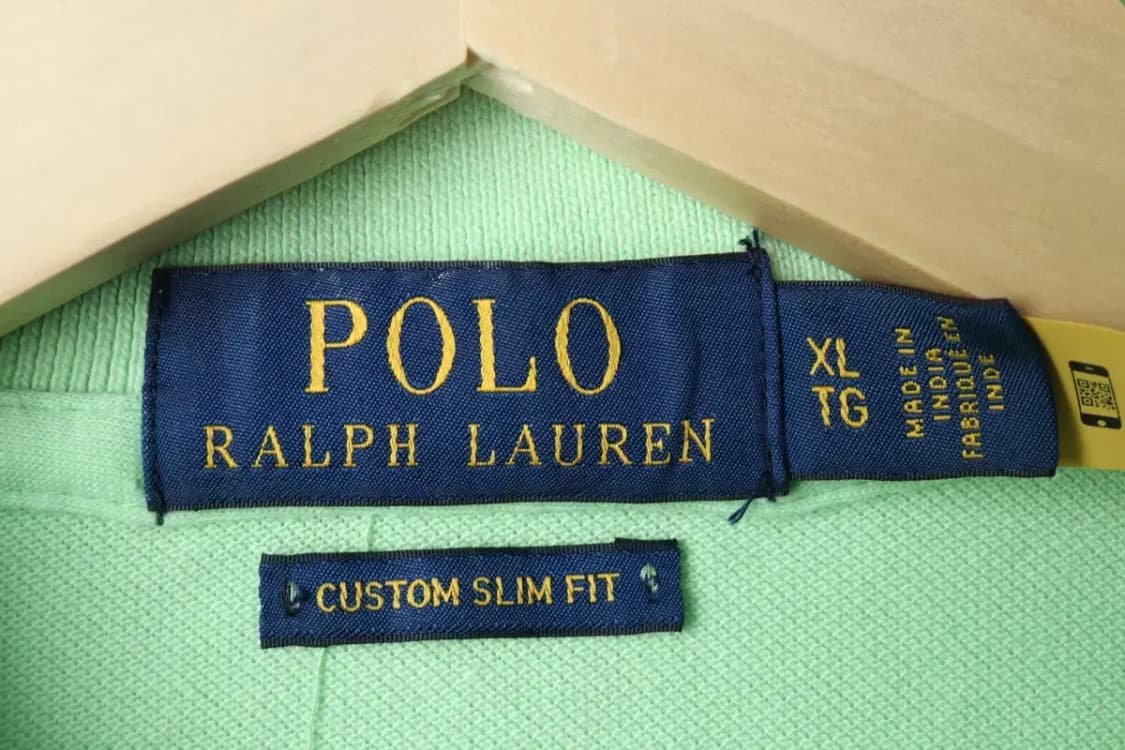 POLO
RALPH LAUREN
XL
TG
MADE IN
INDIA
FABRIQUÉ EN
INDE
CUSTOM SLIM FIT